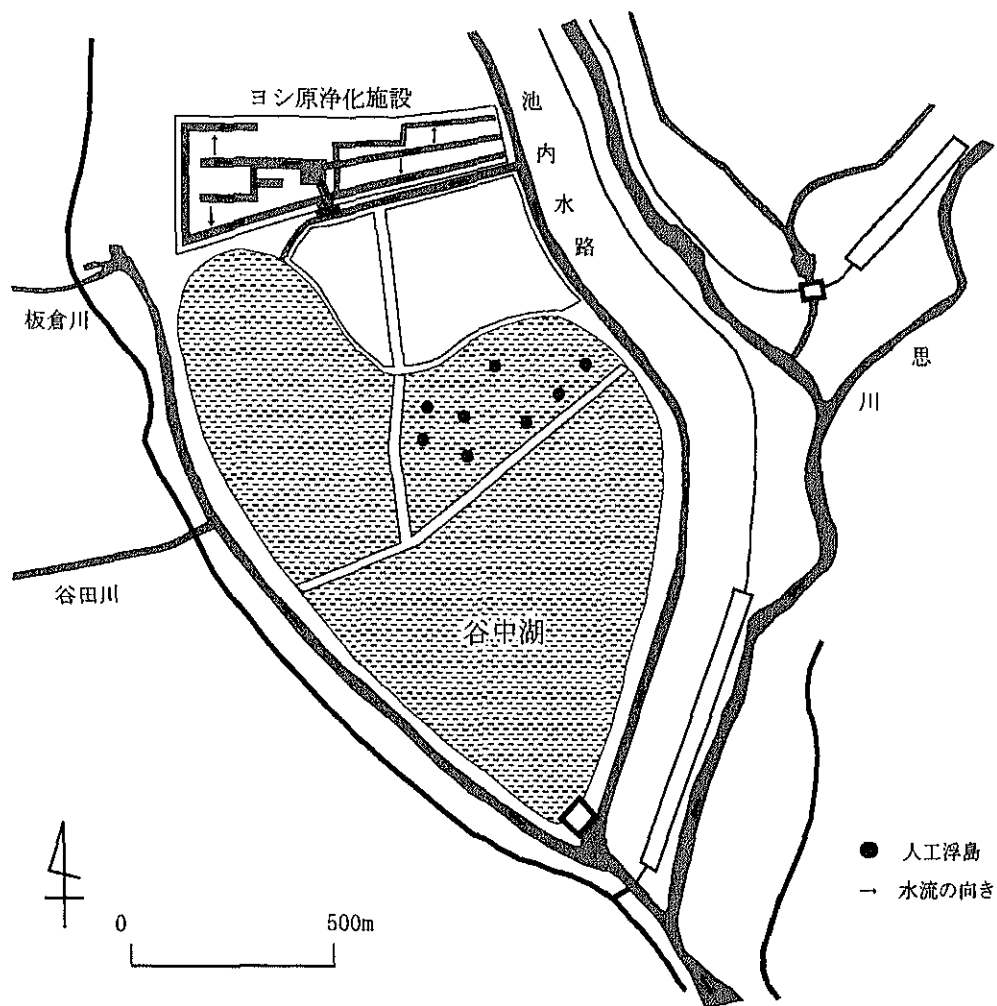 ヨシ原浄化施設
池内水路
板倉川
思川
谷田川
谷中湖
● 人工浮島
→ 水流の向き
0 500m